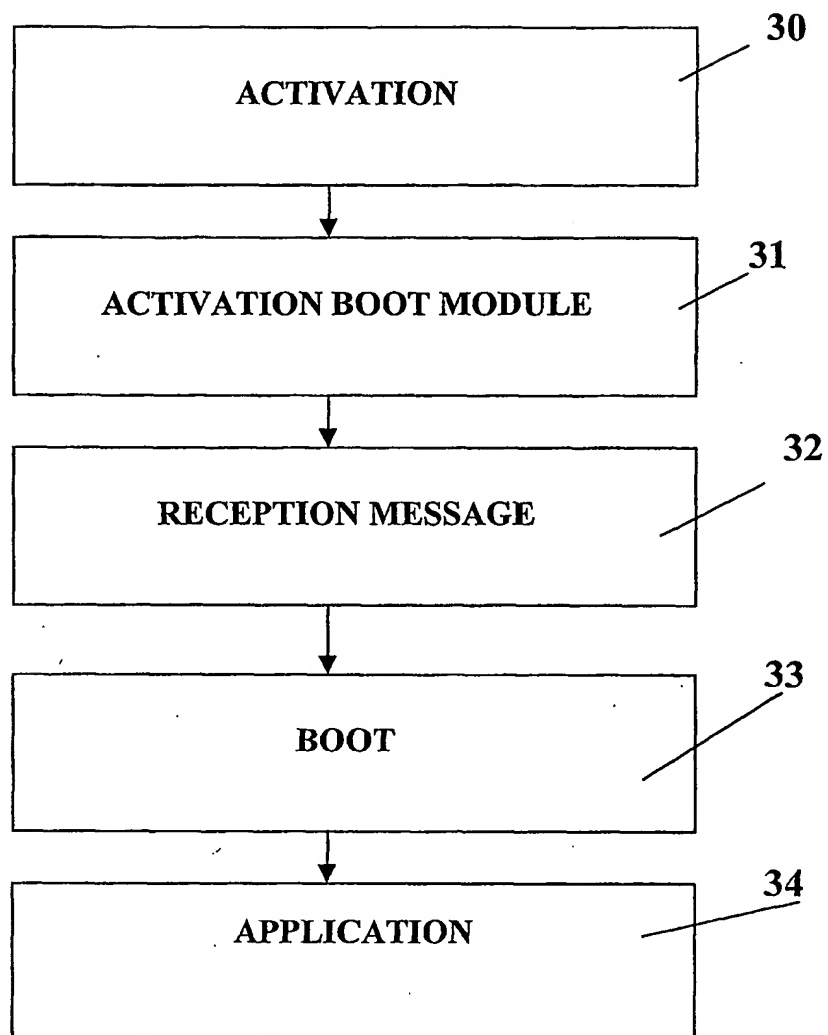 30
ACTIVATION
31
ACTIVATION BOOT MODULE
32
RECEPTION MESSAGE
33
BOOT
34
APPLICATION